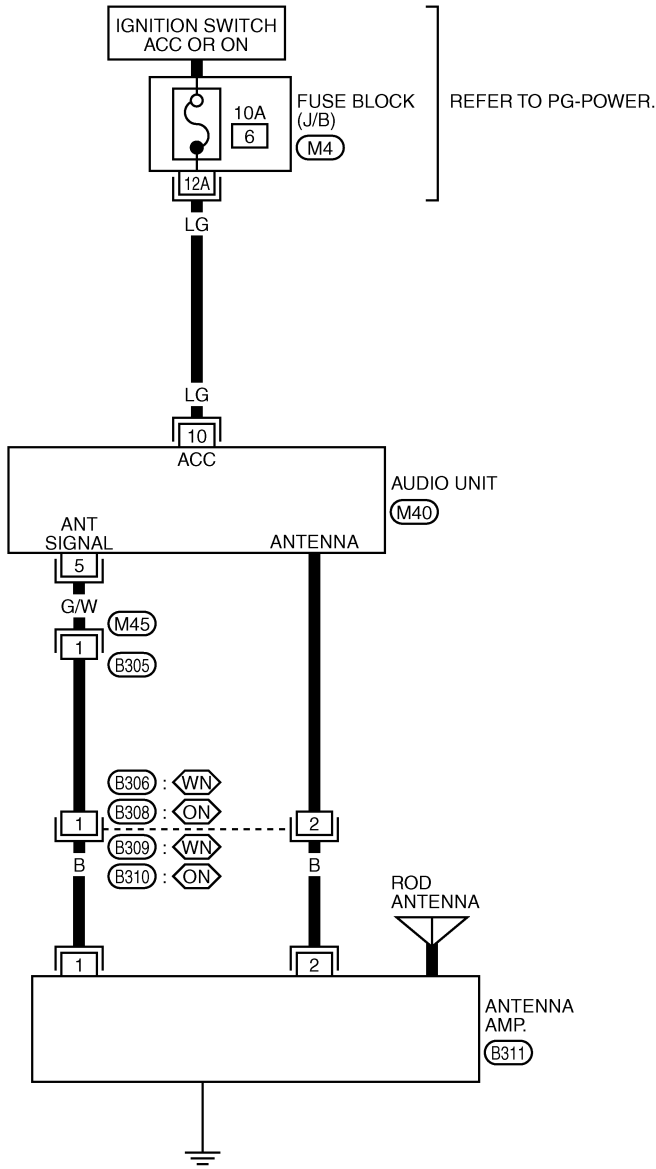 IGNITION SWITCH
ACC OR ON
FUSE BLOCK
(J/B)
REFER TO PG-POWER.
10A
6
M4
12A
LG
LG
10
ACC
AUDIO UNIT
M40
ANT
SIGNAL
ANTENNA
5
G/W
M45
1
B305
B306 : WN
B308 : ON
1
2
B309 : WN
B310 : ON
B
B
ROD
ANTENNA
1
2
ANTENNA
AMP.
B311